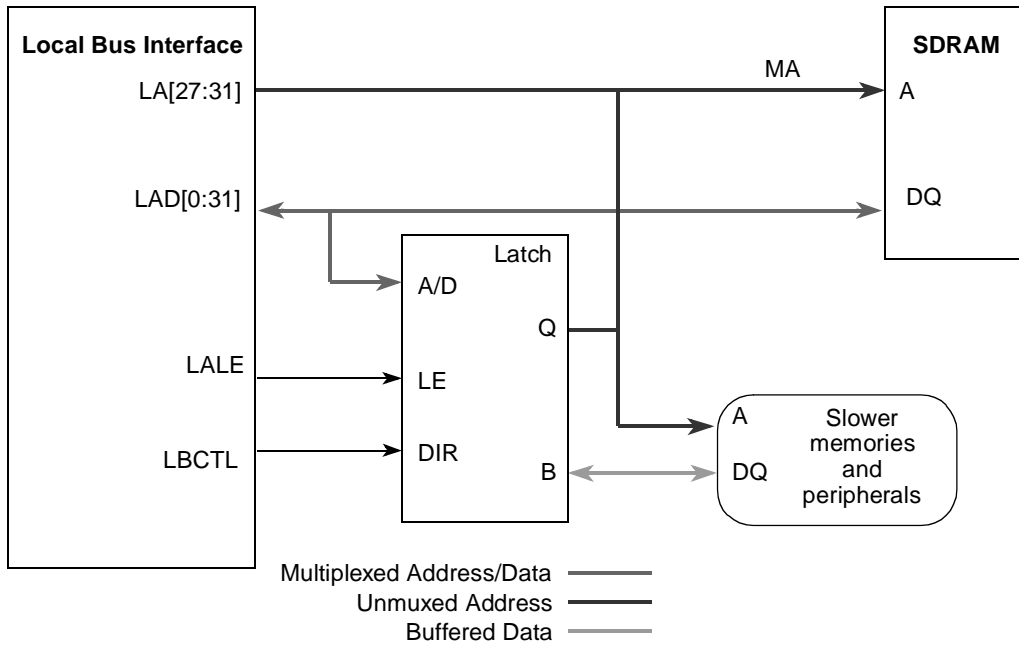 Local Bus Interface
SDRAM
MA
LA[27:31]
A
LAD[0:31]
DQ
Latch
A/D
Q
LALE
LE
LBCTL
DIR
B
A
DQ
Slower
memories
and
peripherals
Multiplexed Address/Data
Unmuxed Address
Buffered Data